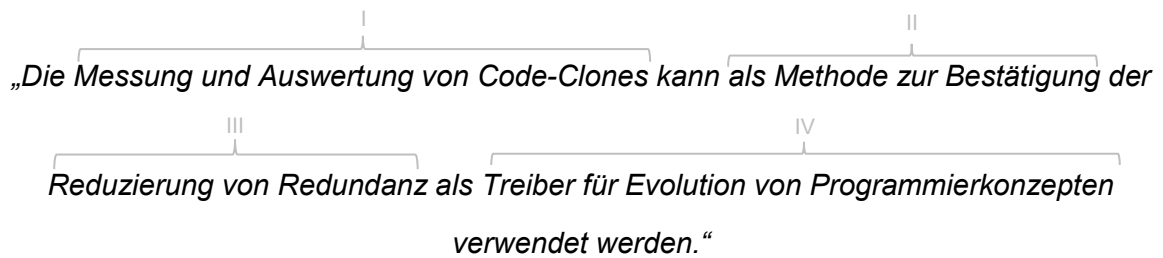 I II
„Die Messung und Auswertung von Code-Clones kann als Methode zur Bestätigung der
III IV
Reduzierung von Redundanz als Treiber für Evolution von Programmierkonzepten
verwendet werden.“